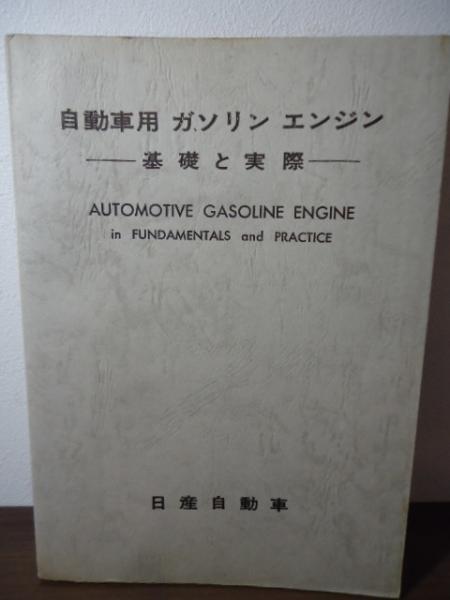 自動車用 ガソリン エンジン
基礎と実際
AUTOMOTIVE GASOLINE ENGINE
in FUNDAMENTALS and PRACTICE
日産自動車